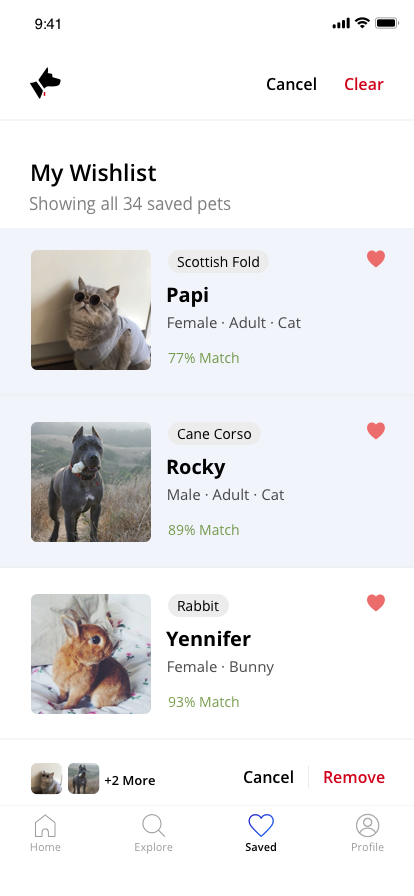 9:41
Cancel Clear
My Wishlist
Showing all 34 saved pets
Scottish Fold
Papi
Female · Adult · Cat
77% Match
Cane Corso
Rocky
Male · Adult · Cat
89% Match
Rabbit
Yennifer
Female · Bunny
93% Match
+2 More Cancel Remove
Home Explore Saved Profile